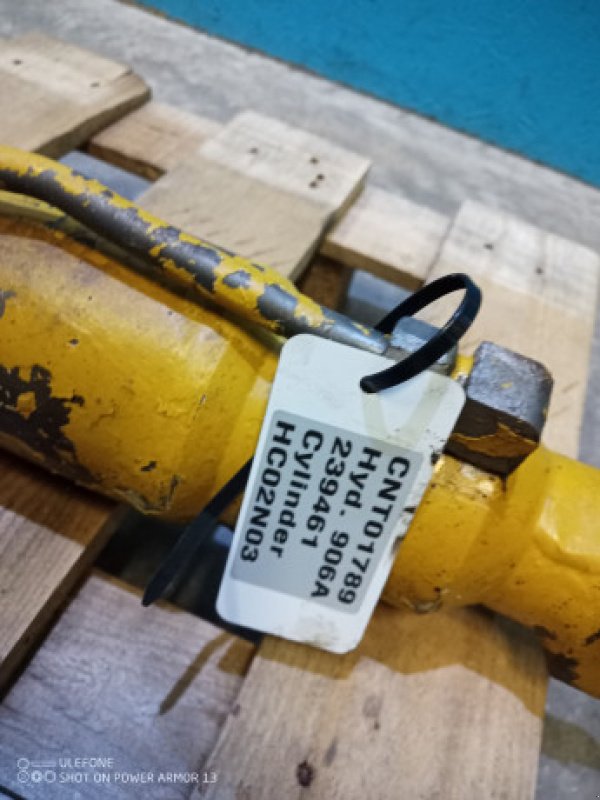 CNT01789
Hyd. 906A
239461
Cylinder
HC02N03
ULEFONE
SHOT ON POWER ARMOR 13